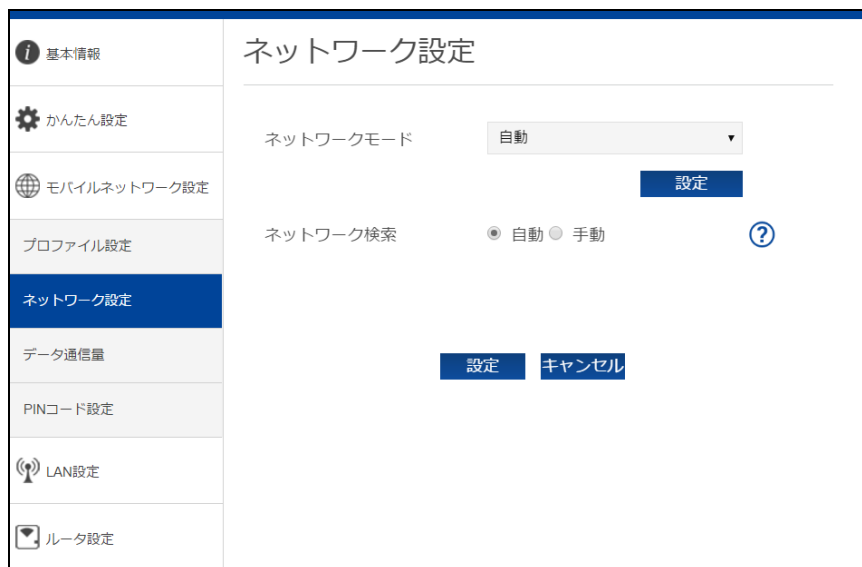 基本情報
かんたん設定
モバイルネットワーク設定
プロファイル設定
ネットワーク設定
データ通信量
PINコード設定
LAN設定
ルータ設定
ネットワーク設定
ネットワークモード
自動
設定
ネットワーク検索
自動 手動
?
設定
キャンセル